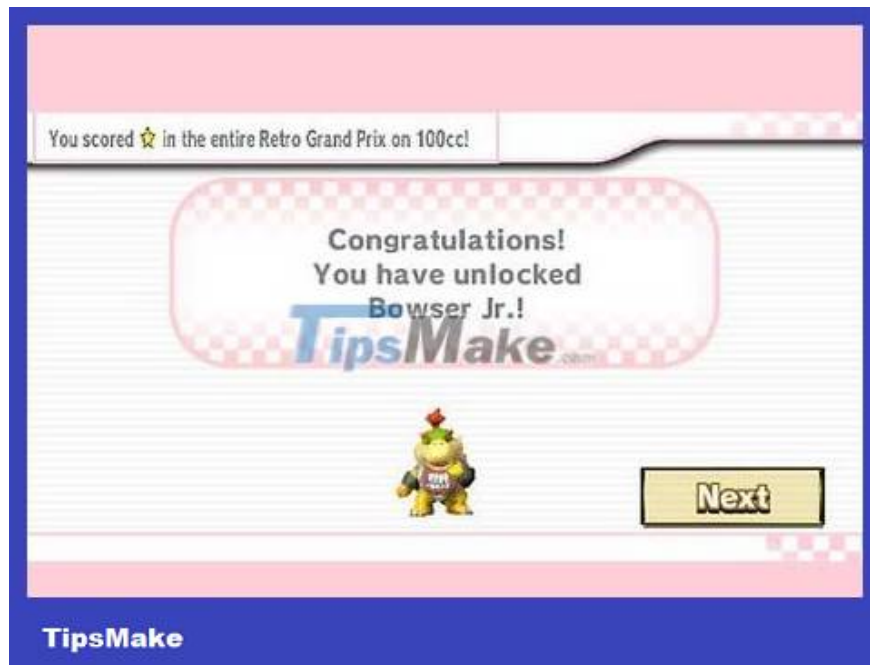 You scored ☆ in the entire Retro Grand Prix on 100cc!
Congratulations!
You have unlocked
Bowser Jr.!
TipsMake.com
Next
TipsMake